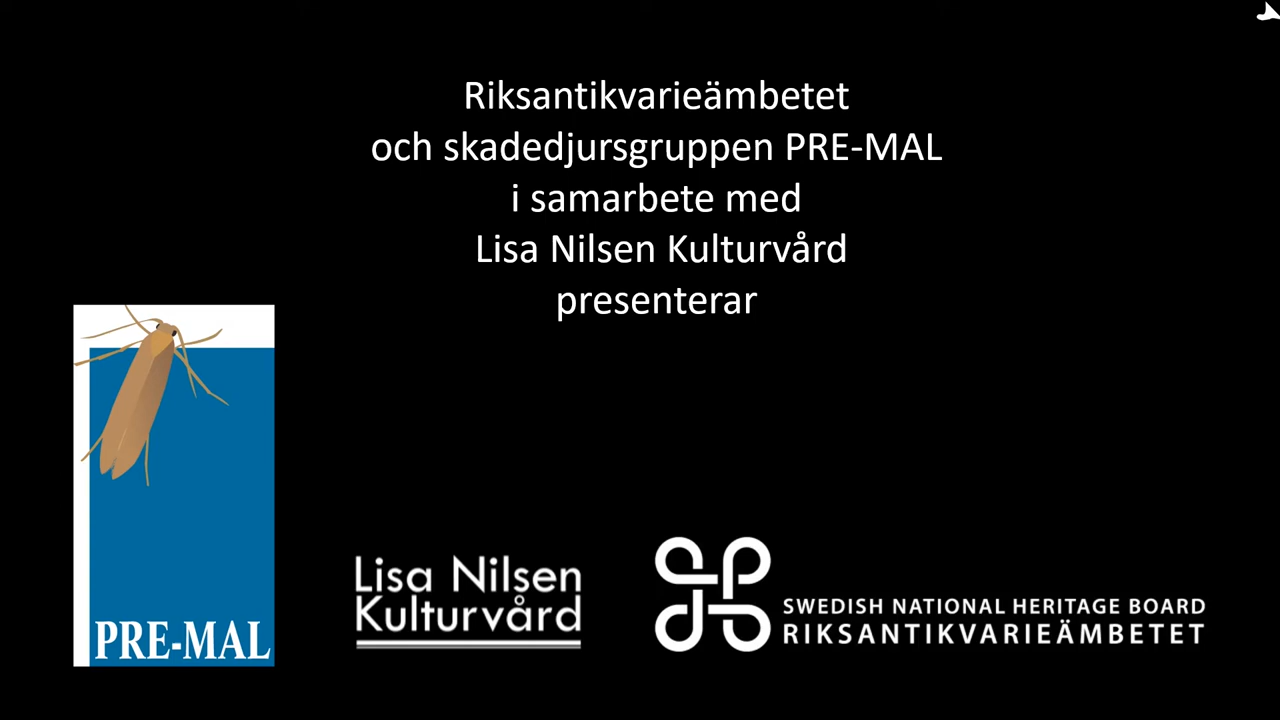 Riksantikvarieämbetet
och skadedjursgruppen PRE-MAL
i samarbete med
Lisa Nilsen Kulturvård
presenterar
PRE-MAL
Lisa Nilsen
Kulturvård
SWEDISH NATIONAL HERITAGE BOARD
RIKSANTIKVARIEÄMBETET